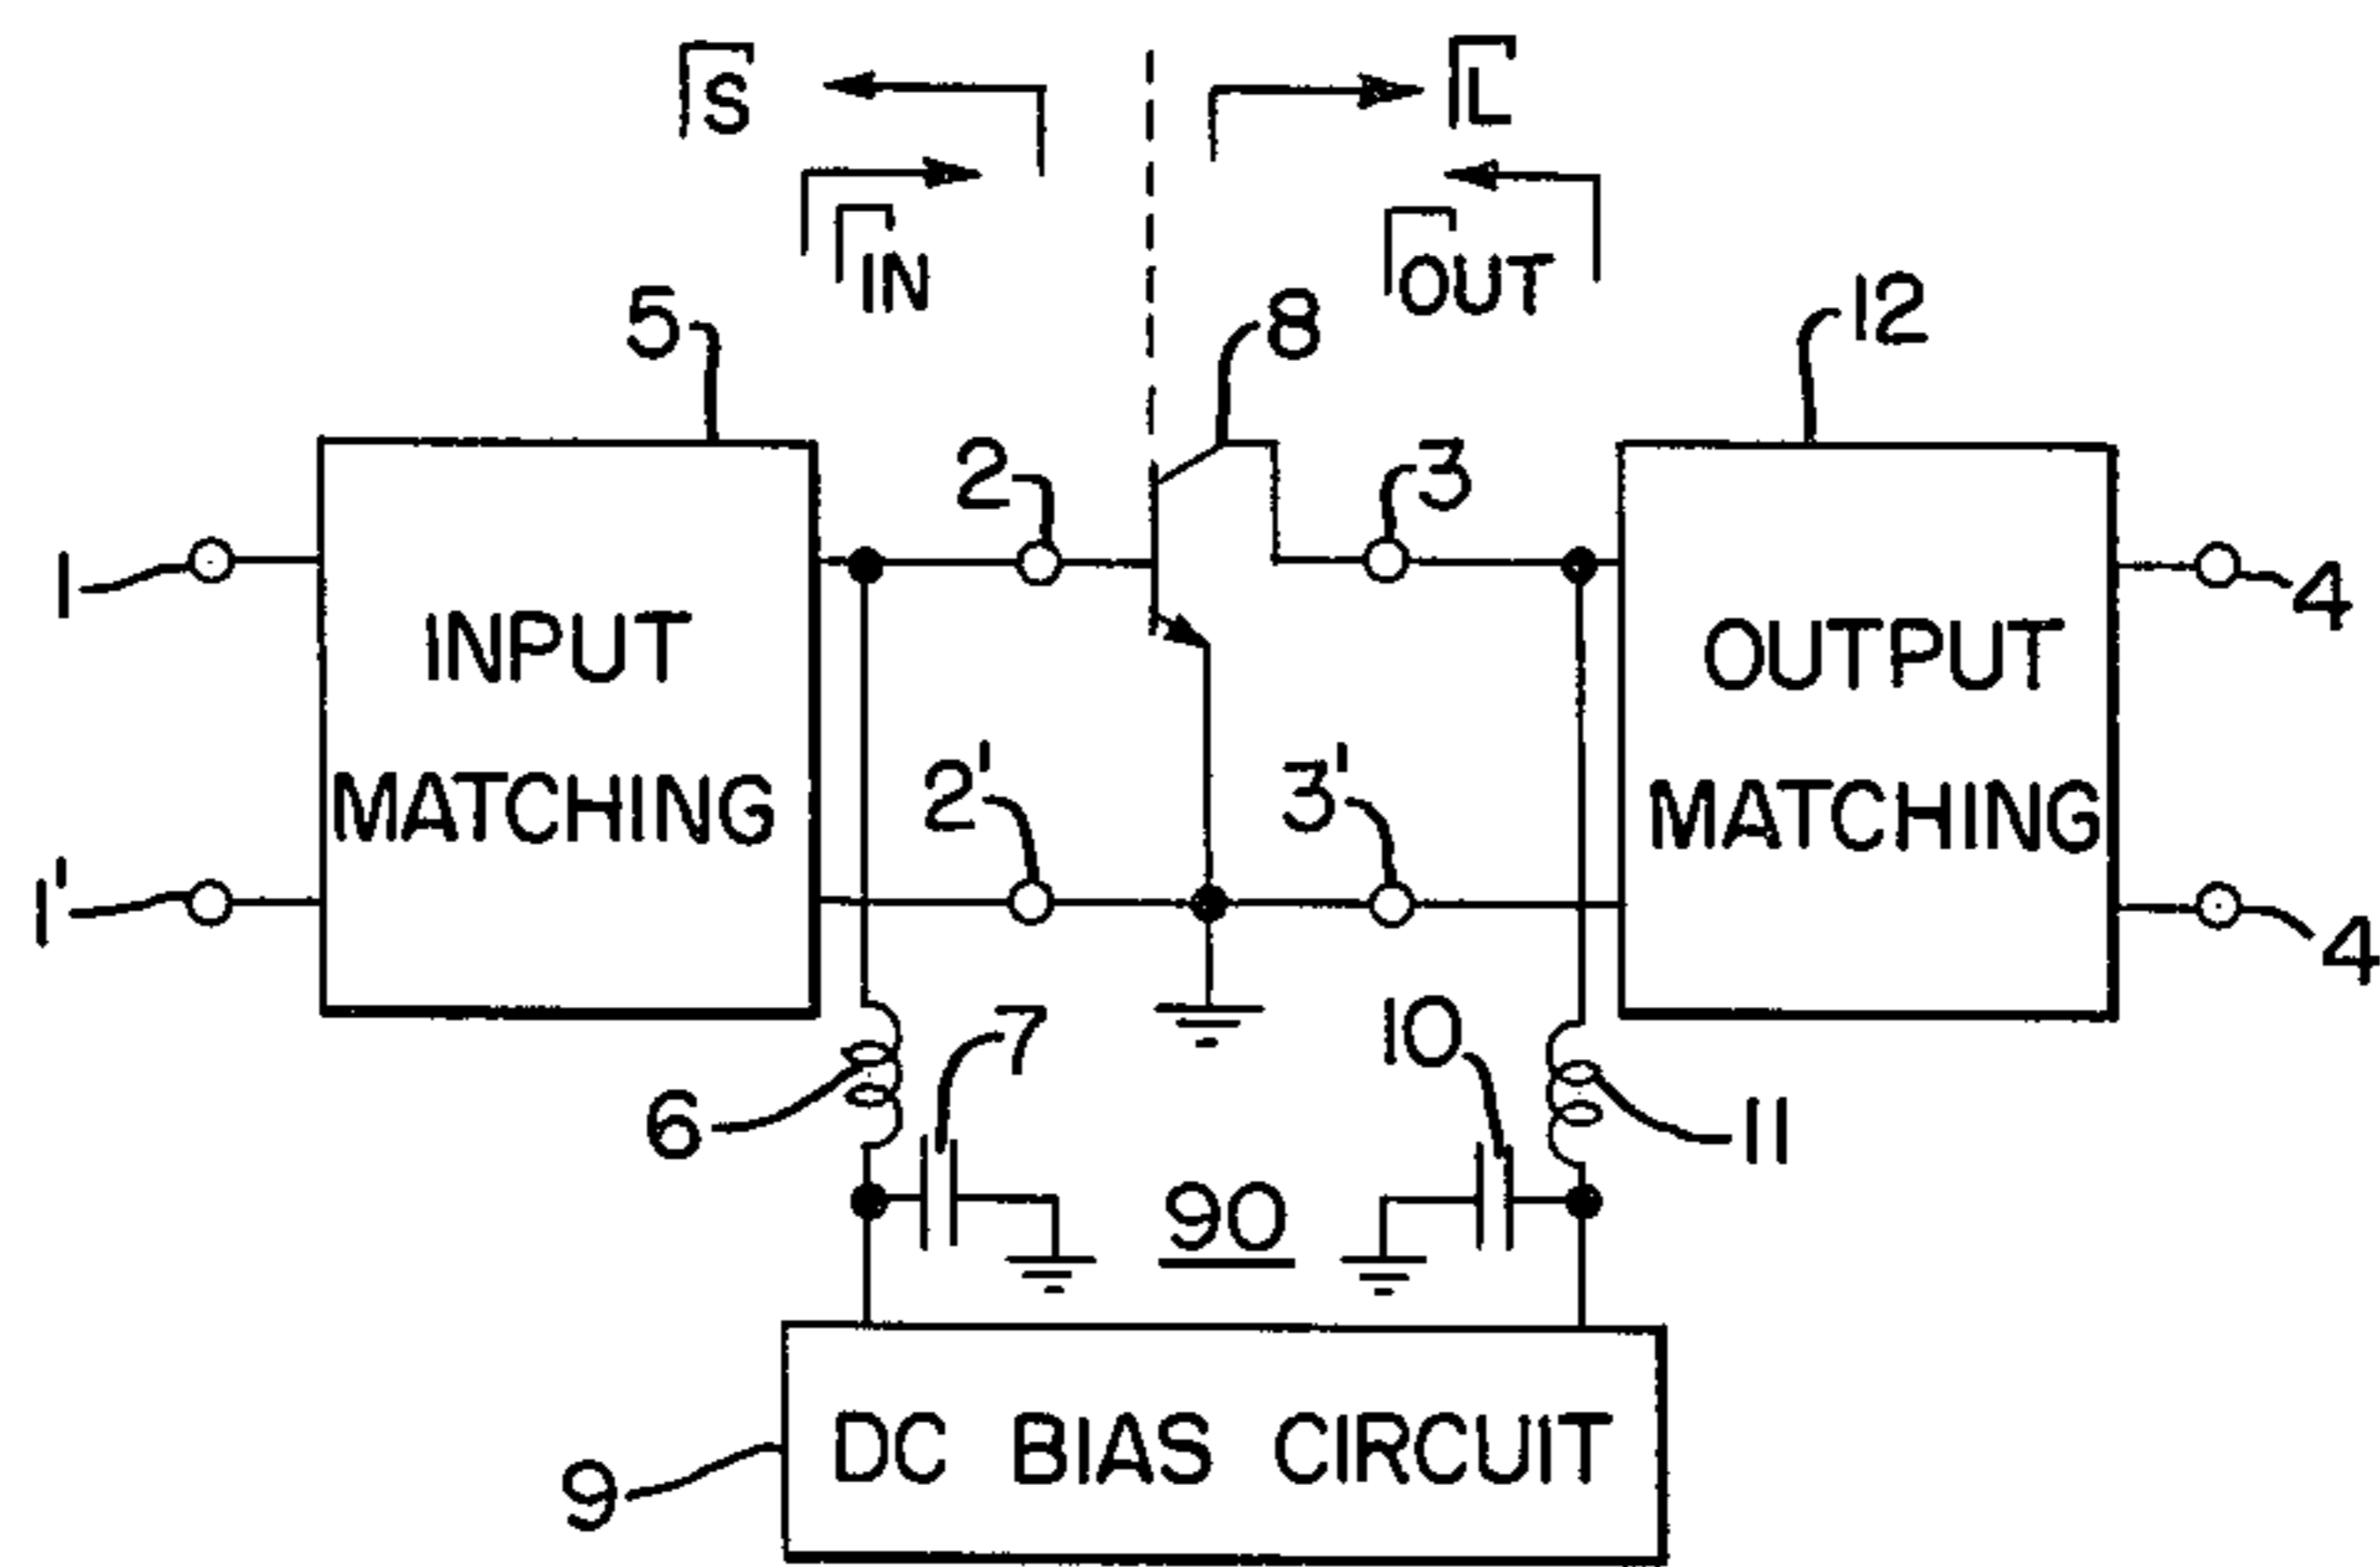 ΓS
ΓL
ΓIN
ΓOUT
5
8
12
2
3
1
4
INPUT
MATCHING
OUTPUT
MATCHING
2'
3'
1'
4
7
10
6
11
90
DC BIAS CIRCUIT
9